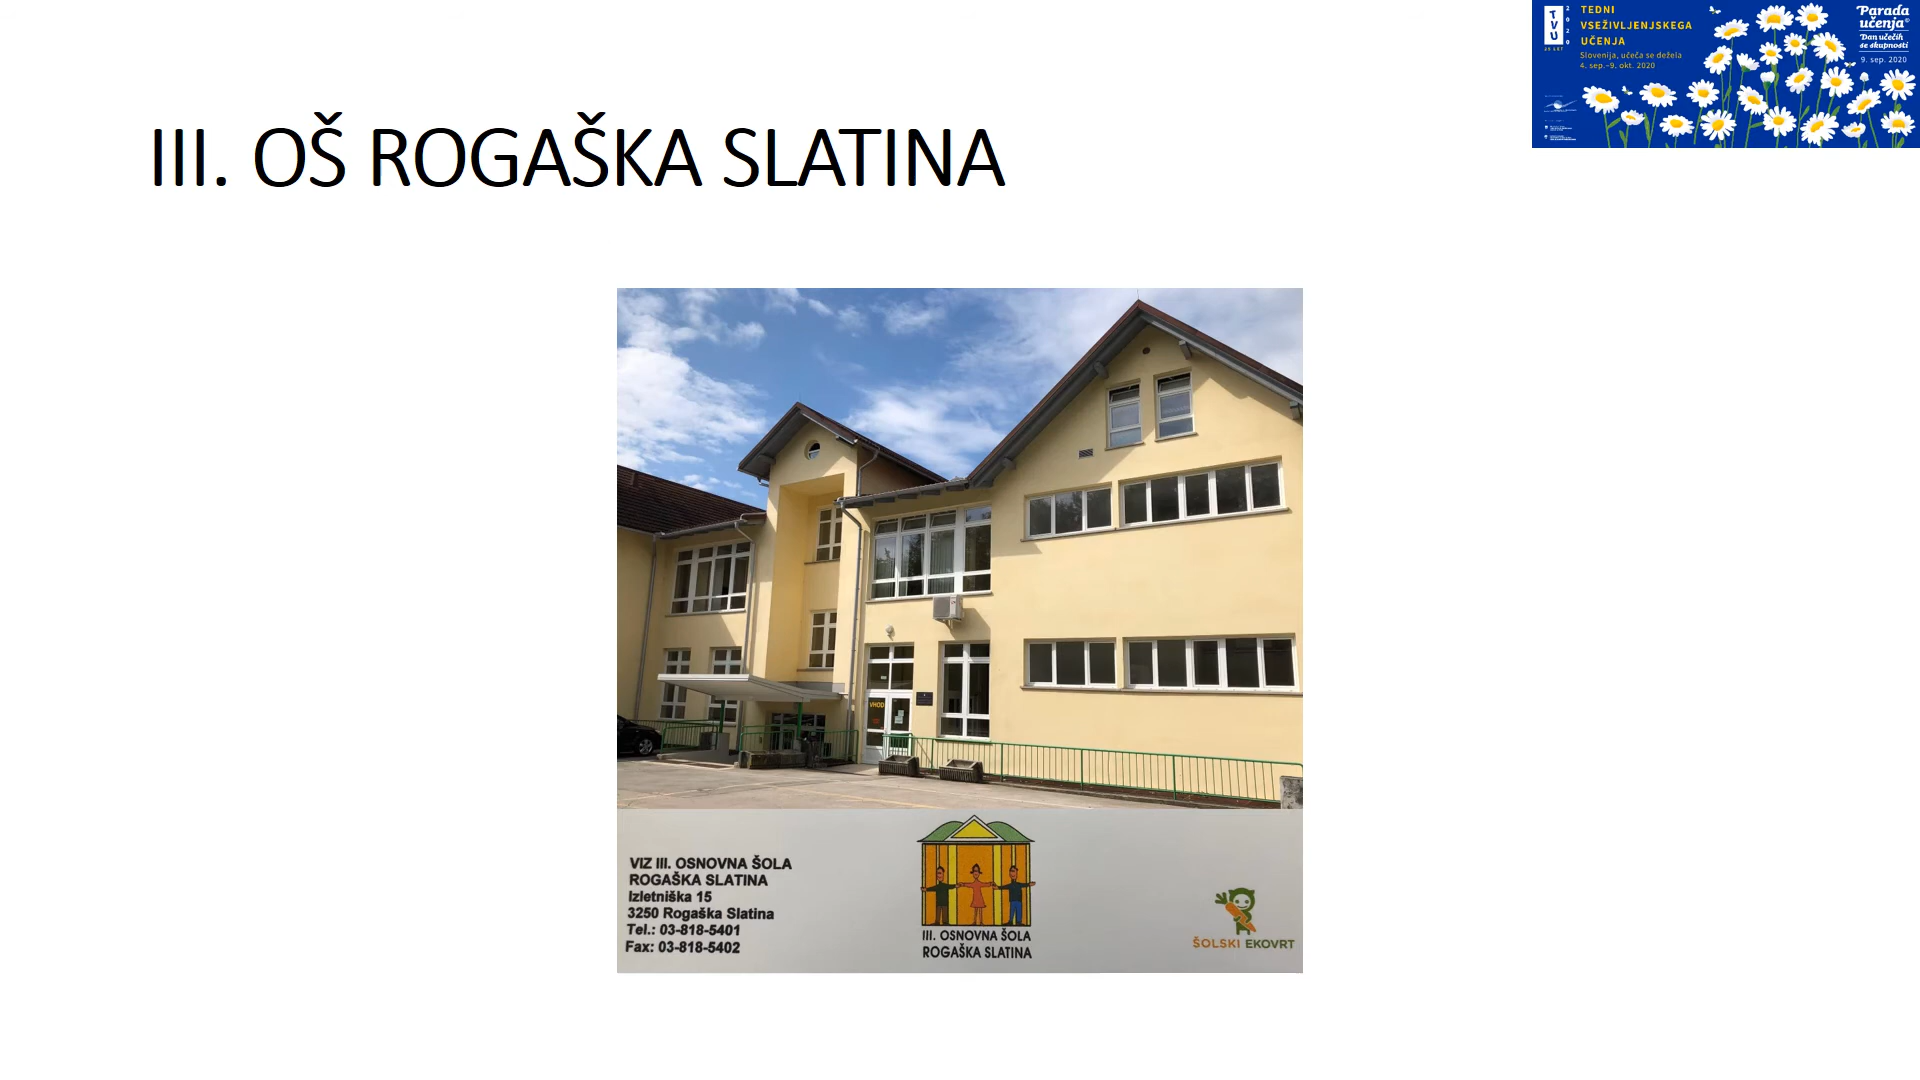 TVU
2020
25 LET
TEDNI
VSEŽIVLJENJSKEGA
UČENJA
Slovenija, učeča se dežela
4. sep.–9. okt. 2020
Parada
učenja®
Dan učečih
se skupnosti
9. sep. 2020
III. OŠ ROGAŠKA SLATINA
VHOD
VIZ III. OSNOVNA ŠOLA
ROGAŠKA SLATINA
Izletniška 15
3250 Rogaška Slatina
Tel.: 03-818-5401
Fax: 03-818-5402
III. OSNOVNA ŠOLA
ROGAŠKA SLATINA
ŠOLSKI EKOVRT